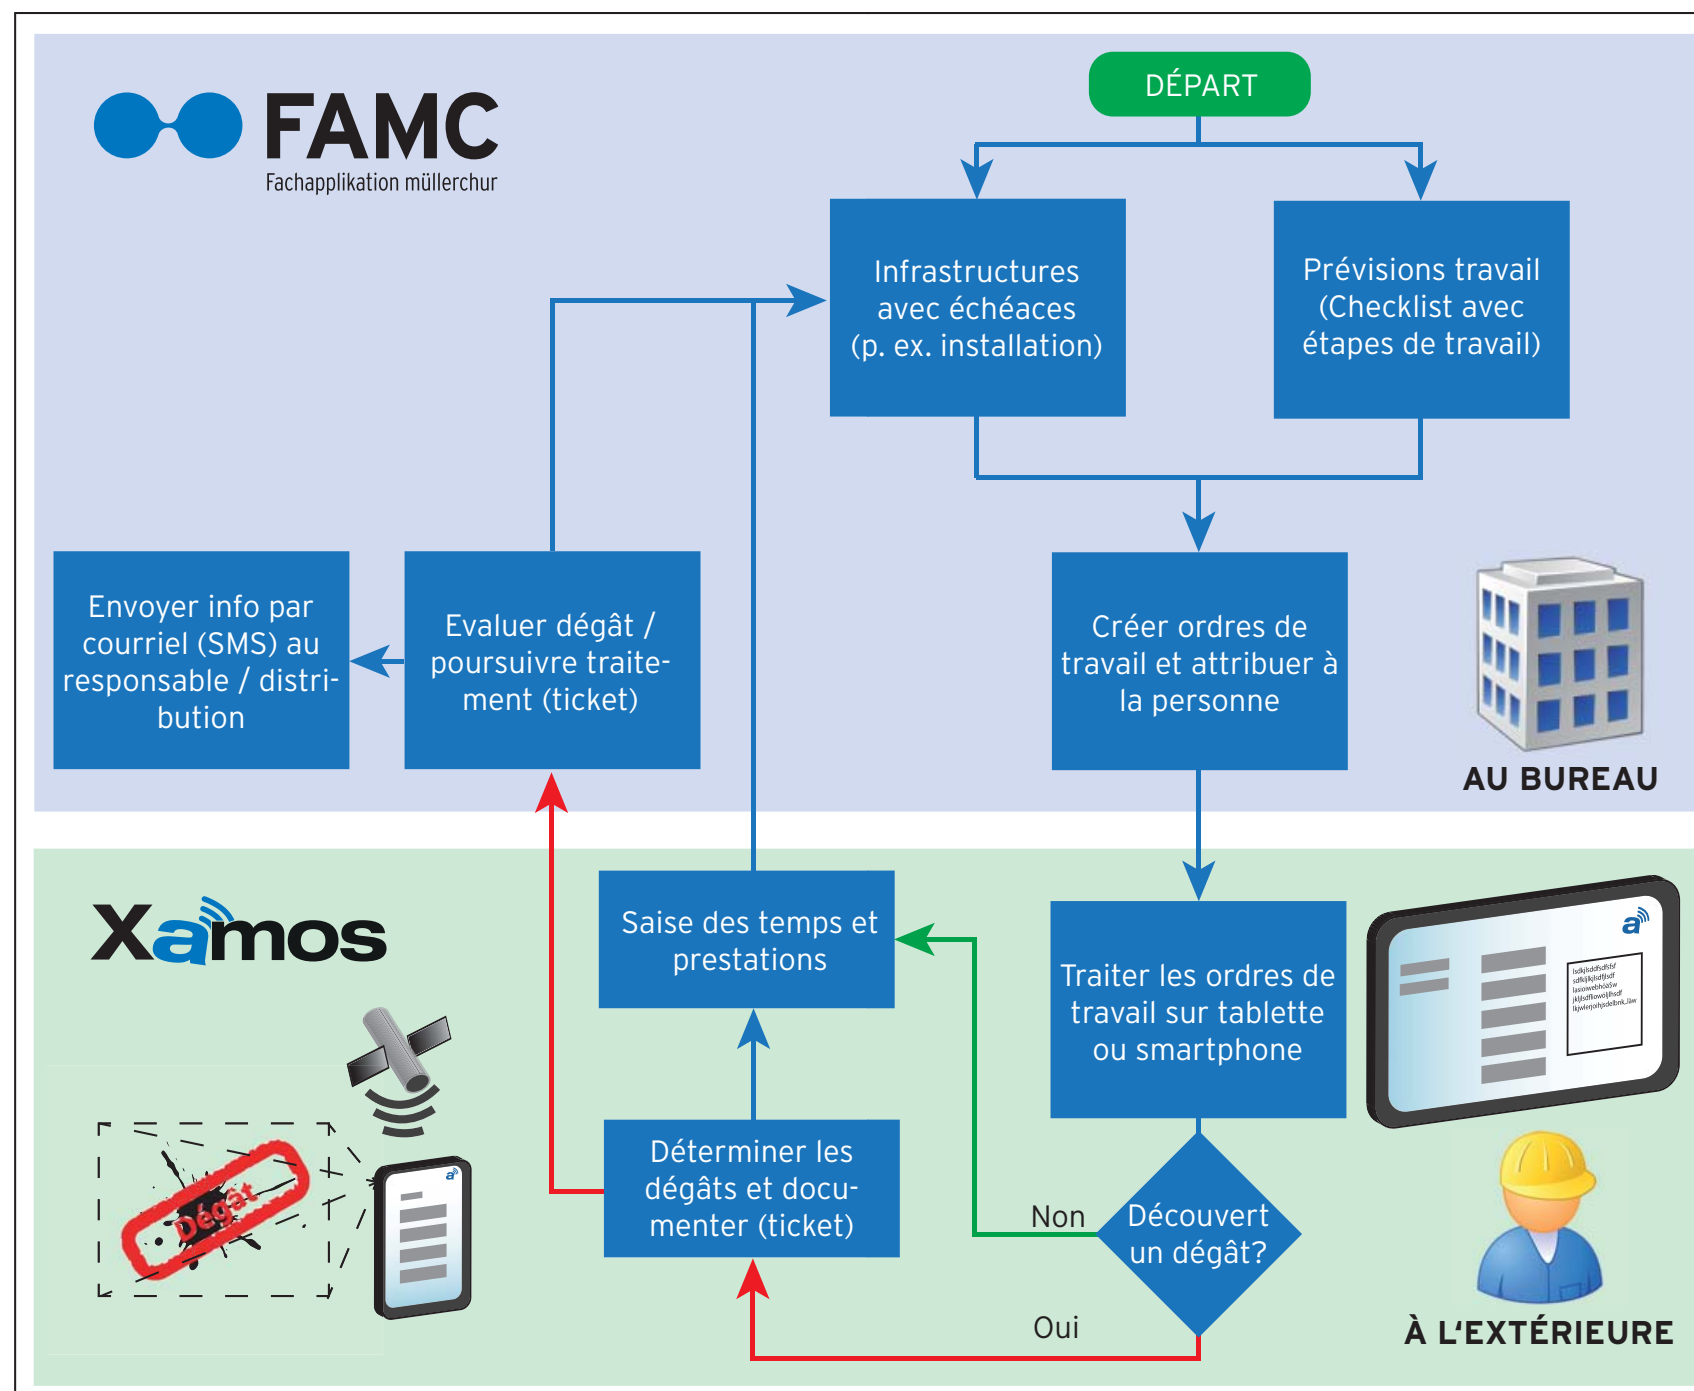 FAMC
Fachapplikation müllerchur
DÉPART
Infrastructures
avec échéaces
(p. ex. installation)
Prévisions travail
(Checklist avec
étapes de travail)
Envoyer info par
courriel (SMS) au
responsable / distri-
bution
Evaluer dégât /
poursuivre traite-
ment (ticket)
Créer ordres de
travail et attribuer à
la personne
AU BUREAU
Xamos
Saise des temps et
prestations
Traiter les ordres de
travail sur tablette
ou smartphone
a
Déterminer les
dégâts et docu-
menter (ticket)
Non
Découvert
un dégât?
Oui
Dégât
a
À L'EXTÉRIEURE